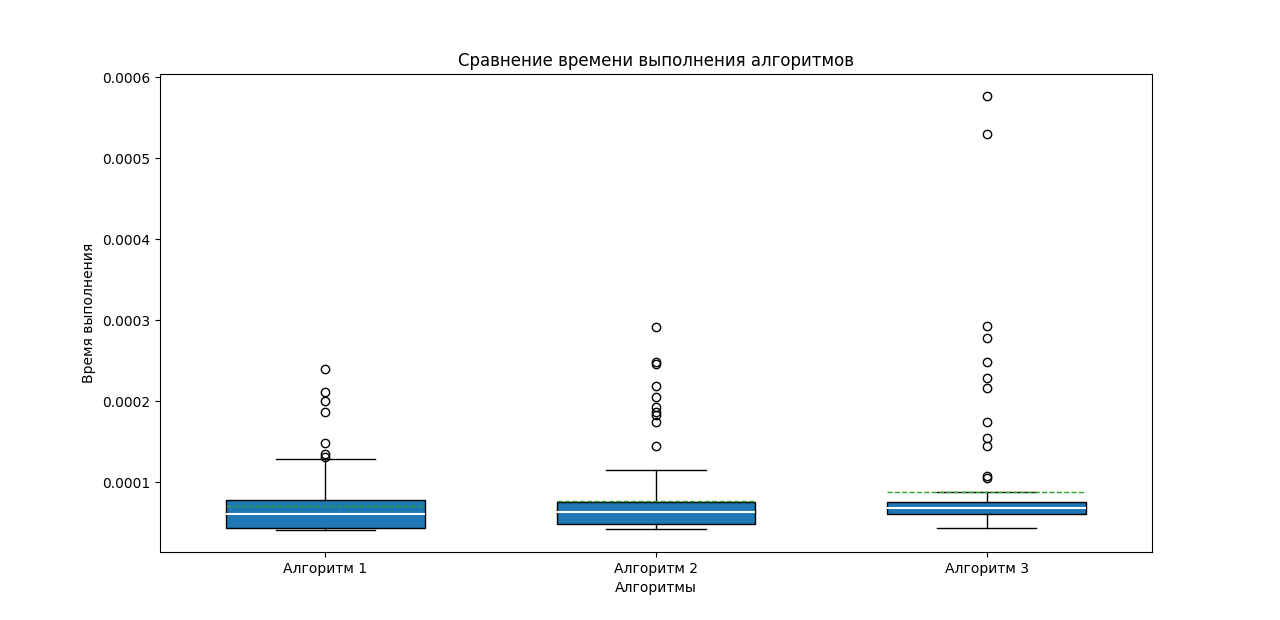 Сравнение времени выполнения алгоритмов
0.0006
0.0005
0.0004
0.0003
0.0002
0.0001
Время выполнения
Алгоритм 1
Алгоритм 2
Алгоритм 3
Алгоритмы